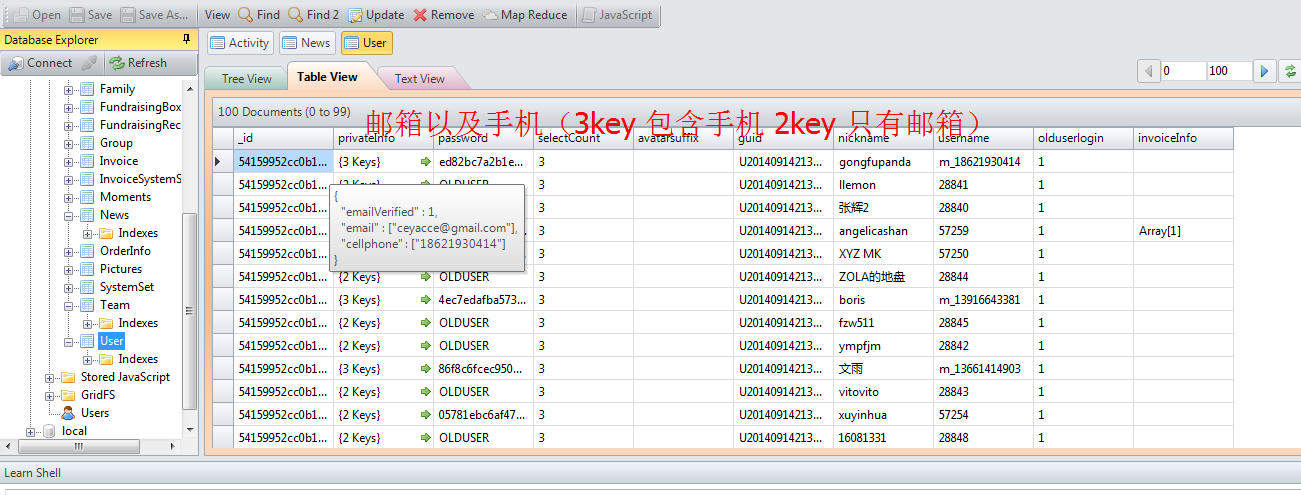 Open Save Save As... View Find Find 2 Update Remove Map Reduce JavaScript
Database Explorer
Connect Refresh
Family
FundraisingBox
FundraisingRec
Group
Invoice
InvoiceSystemS
Moments
News
Indexes
OrderInfo
Pictures
SystemSet
Team
Indexes
User
Indexes
Stored JavaScript
GridFS
Users
local
Activity News User
Tree View Table View Text View
0 100
100 Documents (0 to 99)
邮箱以及手机（3key 包含手机 2key 只有邮箱）
_id privateInfo password selectCount avatarsuffix guid nickname username olduserlogin invoiceInfo
54159952cc0b1... {3 Keys} ed82bc7a2b1e... 3 U20140914213... gongfupanda m_18621930414 1
54159952cc0b1... {2 Keys} OLDUSER 3 U20140914213... llemon 28841 1
54159952cc0b1... 3 U20140914213... 张辉2 28840 1
54159952cc0b1... 3 U20140914213... angelicashan 57259 1 Array[1]
54159952cc0b1... 3 U20140914213... XYZ MK 57250 1
54159952cc0b1... {2 Keys} OLDUSER 3 U20140914213... ZOLA的地盘 28844 1
54159952cc0b1... {3 Keys} 4ec7edafba573... 3 U20140914213... boris m_13916643381 1
54159952cc0b1... {2 Keys} OLDUSER 3 U20140914213... fzw511 28845 1
54159952cc0b1... {2 Keys} OLDUSER 3 U20140914213... ympfjm 28842 1
54159952cc0b1... {3 Keys} 86f8c6fcec950... 3 U20140914213... 文雨 m_13661414903 1
54159952cc0b1... {2 Keys} OLDUSER 3 U20140914213... vitovito 28843 1
54159952cc0b1... {2 Keys} 05781ebc6af47... 3 U20140914213... xuyinhua 57254 1
54159952cc0b1... {2 Keys} OLDUSER 3 U20140914213... 16081331 28848 1
{
"emailVerified" : 1,
"email" : ["ceyacce@gmail.com"],
"cellphone" : ["18621930414"]
}
Learn Shell